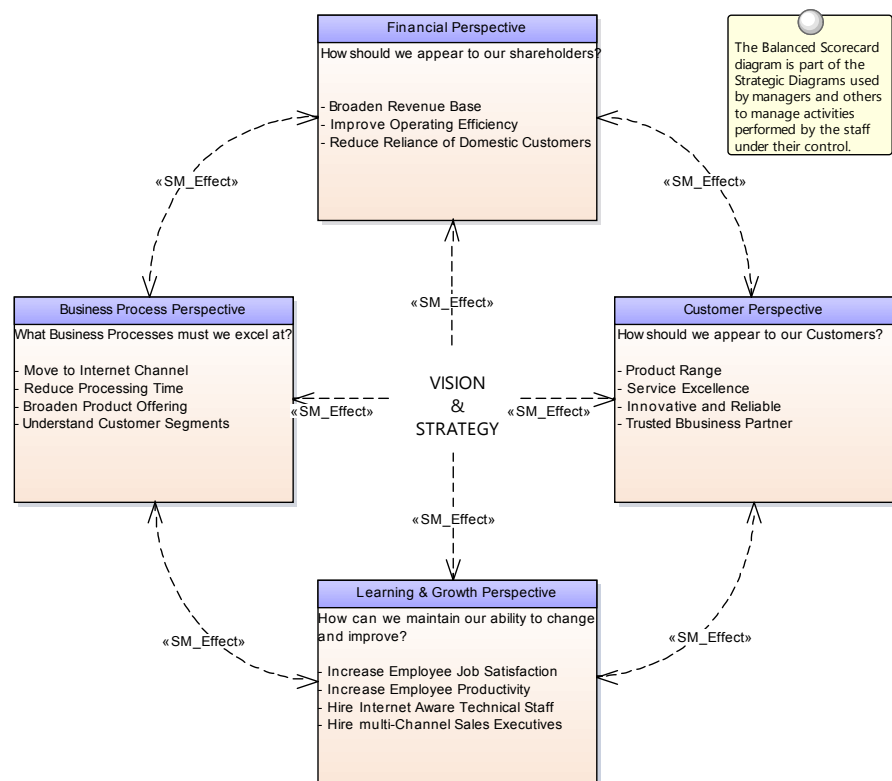 Financial Perspective
How should we appear to our shareholders?
- Broaden Revenue Base
- Improve Operating Efficiency
- Reduce Reliance of Domestic Customers
The Balanced Scorecard
diagram is part of the
Strategic Diagrams used
by managers and others
to manage activities
performed by the staff
under their control.
«SM_Effect»
«SM_Effect»
«SM_Effect»
Business Process Perspective
What Business Processes must we excel at?
- Move to Internet Channel
- Reduce Processing Time
- Broaden Product Offering
- Understand Customer Segments
«SM_Effect»
VISION
&
STRATEGY
«SM_Effect»
Customer Perspective
How should we appear to our Customers?
- Product Range
- Service Excellence
- Innovative and Reliable
- Trusted Bbusiness Partner
«SM_Effect»
«SM_Effect»
«SM_Effect»
Learning & Growth Perspective
How can we maintain our ability to change
and improve?
- Increase Employee Job Satisfaction
- Increase Employee Productivity
- Hire Internet Aware Technical Staff
- Hire multi-Channel Sales Executives